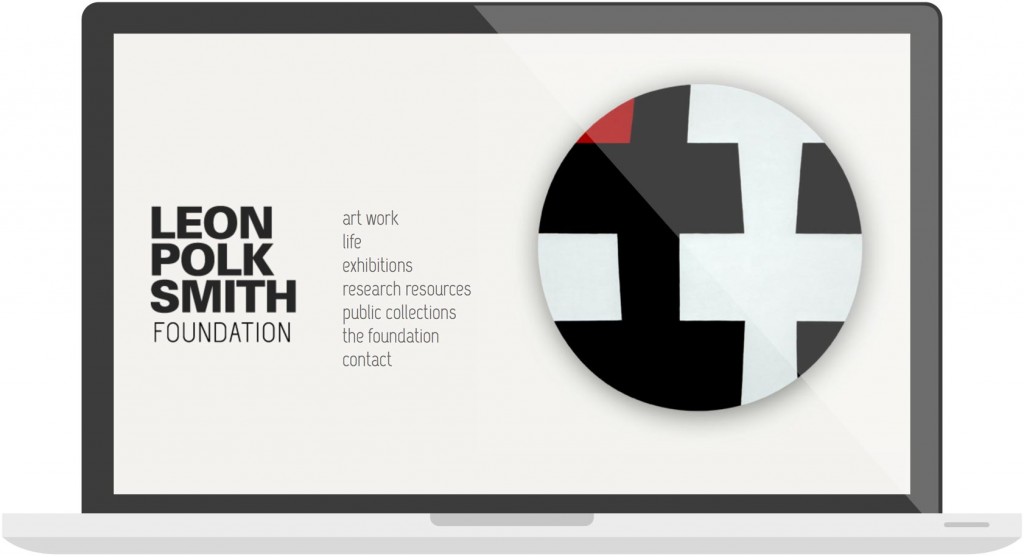 LEON
POLK
SMITH
FOUNDATION
art work
life
exhibitions
research resources
public collections
the foundation
contact